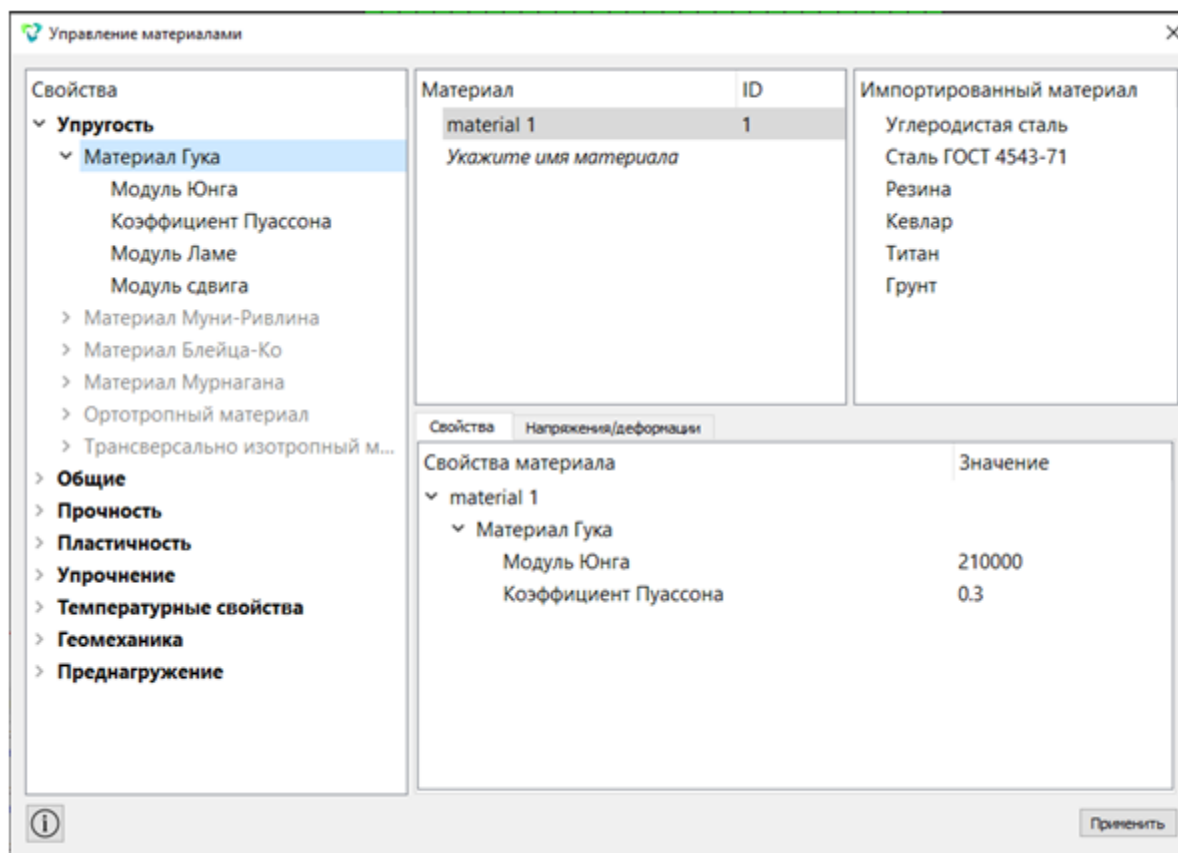 Управление материалами
Свойства
Упругость
Материал Гука
Модуль Юнга
Коэффициент Пуассона
Модуль Ламе
Модуль сдвига
Материал Муни-Ривлина
Материал Блейца-Ко
Материал Мурнагана
Ортотропный материал
Трансверсально изотропный м...
Общие
Прочность
Пластичность
Упрочнение
Температурные свойства
Геомеханика
Преднагружение
Материал ID
material 1 1
Укажите имя материала
Импортированный материал
Углеродистая сталь
Сталь ГОСТ 4543-71
Резина
Кевлар
Титан
Грунт
Свойства Напряжения/деформации
Свойства материала Значение
material 1
Материал Гука
Модуль Юнга 210000
Коэффициент Пуассона 0.3
Применить